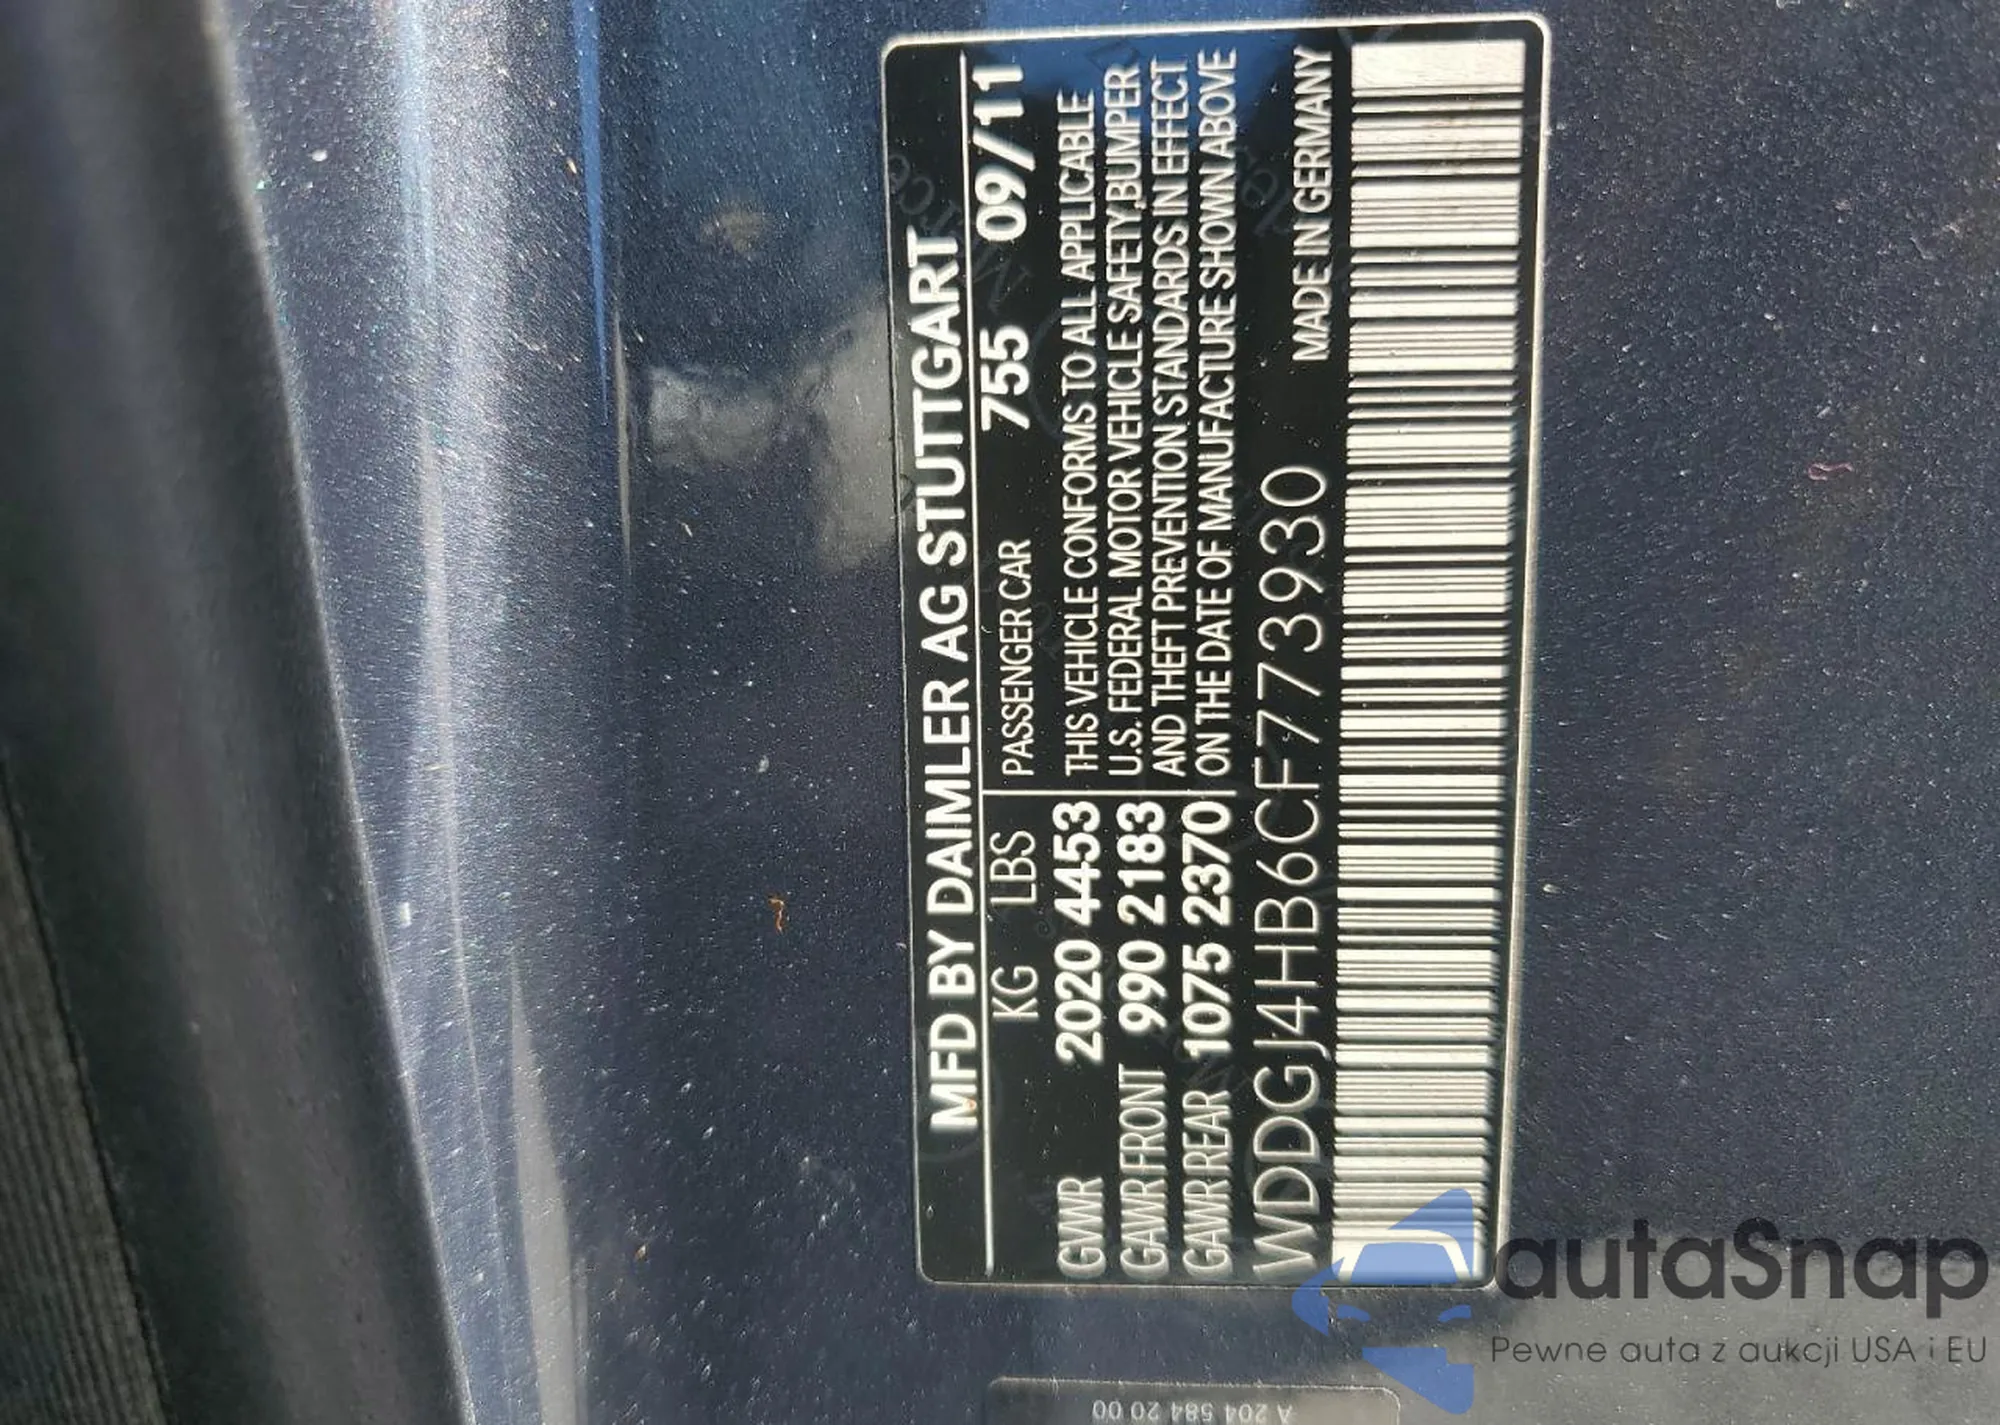 MFD BY DAIMLER AG STUTTGART
KG LBS PASSENGER CAR 755 09/11
GVWR 2020 4453 THIS VEHICLE CONFORMS TO ALL APPLICABLE
GAWR FRONT 990 2183 U.S. FEDERAL MOTOR VEHICLE SAFETY,BUMPER
GAWR REAR 1075 2370 AND THEFT PREVENTION STANDARDS IN EFFECT
ON THE DATE OF MANUFACTURE SHOWN ABOVE
WDDGJ4HB6CF773930 MADE IN GERMANY
A 204 584 20 00
autaSnap
Pewne auta z aukcji USA i EU